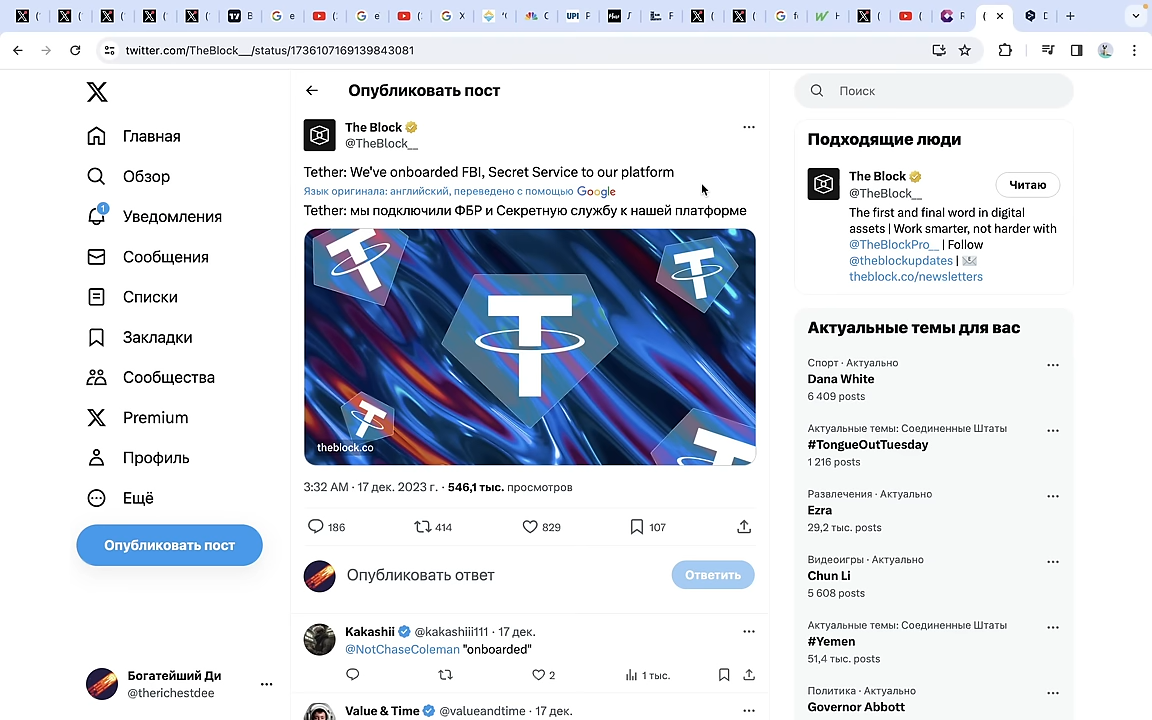 twitter.com/TheBlock__/status/1736107169139843081
Главная
Обзор
1
Уведомления
Сообщения
Списки
Закладки
Сообщества
Premium
Профиль
Ещё
Опубликовать пост
Богатейший Ди
@therichestdee
Опубликовать пост
The Block
@TheBlock__
Tether: We've onboarded FBI, Secret Service to our platform
Язык оригинала: английский, переведено с помощью Google
Tether: мы подключили ФБР и Секретную службу к нашей платформе
theblock.co
3:32 AM · 17 дек. 2023 г. · 546,1 тыс. просмотров
186 414 829 107
Опубликовать ответ
Ответить
Kakashii @kakashiii111 · 17 дек.
@NotChaseColeman "onboarded"
2 1 тыс.
Value & Time @valueandtime · 17 дек.
Поиск
Подходящие люди
The Block
@TheBlock__
Читаю
The first and final word in digital
assets | Work smarter, not harder with
@TheBlockPro__ | Follow
@theblockupdates |
theblock.co/newsletters
Актуальные темы для вас
Спорт · Актуально
Dana White
6 409 posts
Актуальные темы: Соединенные Штаты
#TongueOutTuesday
1 216 posts
Развлечения · Актуально
Ezra
29,2 тыс. posts
Видеоигры · Актуально
Chun Li
5 608 posts
Актуальные темы: Соединенные Штаты
#Yemen
51,4 тыс. posts
Политика · Актуально
Governor Abbott